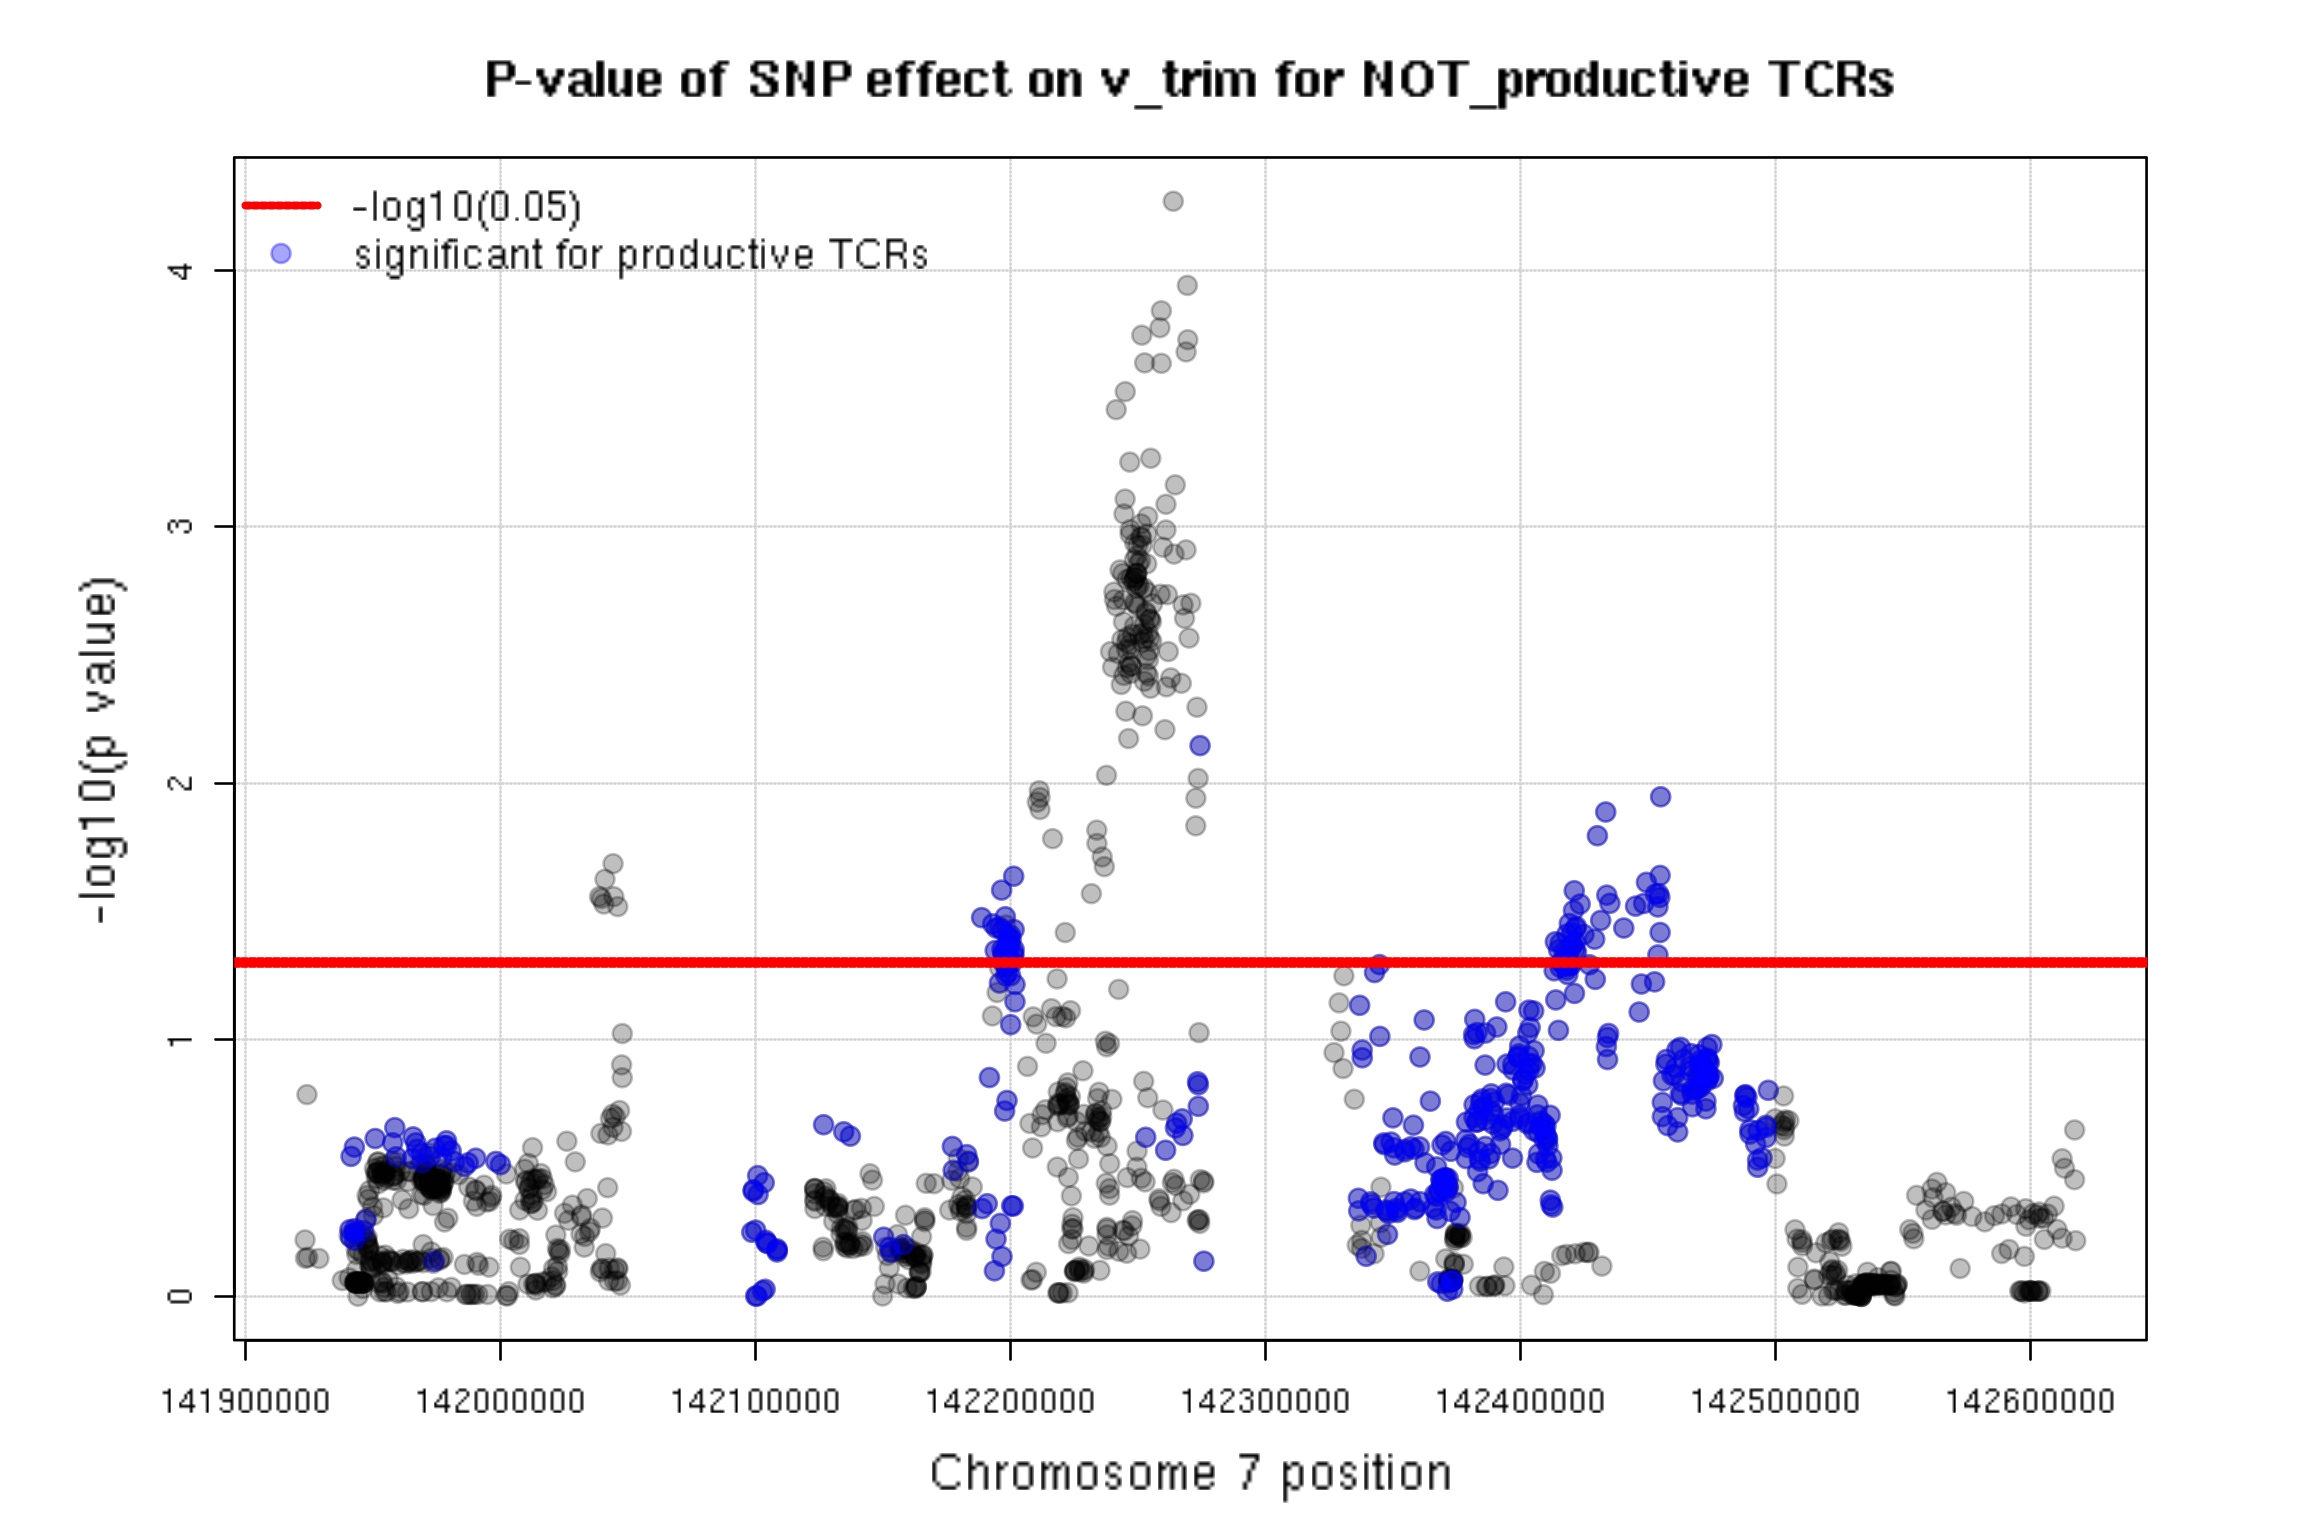 P-value of SNP effect on v_trim for NOT_productive TCRs
-log10(0.05)
significant for productive TCRs
-log10(p value)
4
3
2
1
0
141900000 142000000 142100000 142200000 142300000 142400000 142500000 142600000
Chromosome 7 position